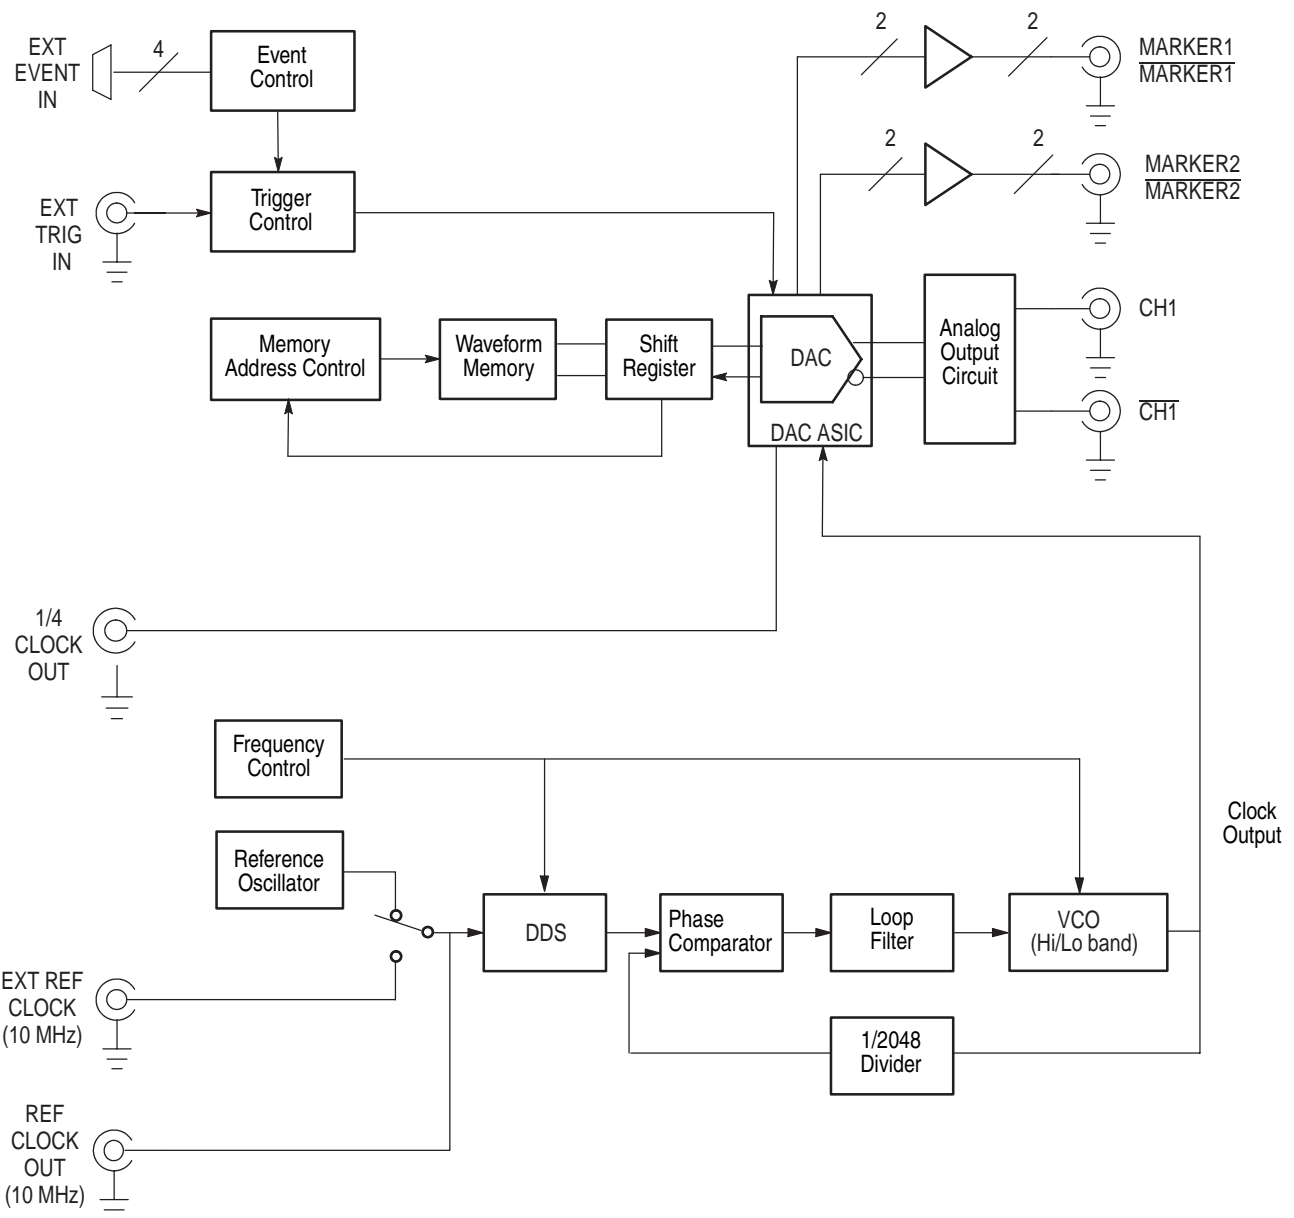 EXT
EVENT
IN
4
Event
Control
2
2
MARKER1
MARKER1
EXT
TRIG
IN
Trigger
Control
2
2
MARKER2
MARKER2
Memory
Address Control
Waveform
Memory
Shift
Register
DAC
DAC ASIC
Analog
Output
Circuit
CH1
CH1
1/4
CLOCK
OUT
Frequency
Control
Clock
Output
Reference
Oscillator
DDS
Phase
Comparator
Loop
Filter
VCO
(Hi/Lo band)
EXT REF
CLOCK
(10 MHz)
1/2048
Divider
REF
CLOCK
OUT
(10 MHz)